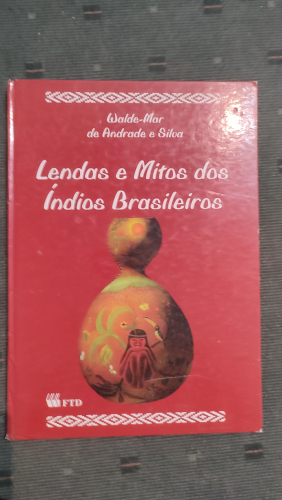 Walde-Mar
de Andrade e Silva
Lendas e Mitos dos
Índios Brasileiros
FTD